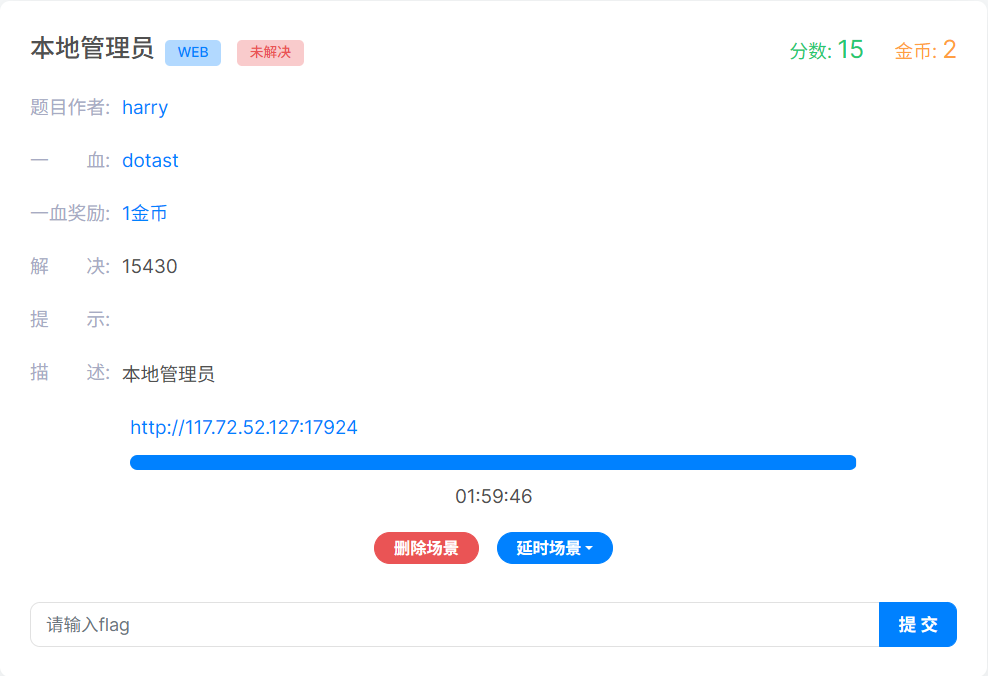 本地管理员 WEB 未解决 分数: 15 金币: 2
题目作者: harry
一 血: dotast
一血奖励: 1金币
解 决: 15430
提 示:
描 述: 本地管理员
http://117.72.52.127:17924
01:59:46
删除场景 延时场景
请输入flag 提 交